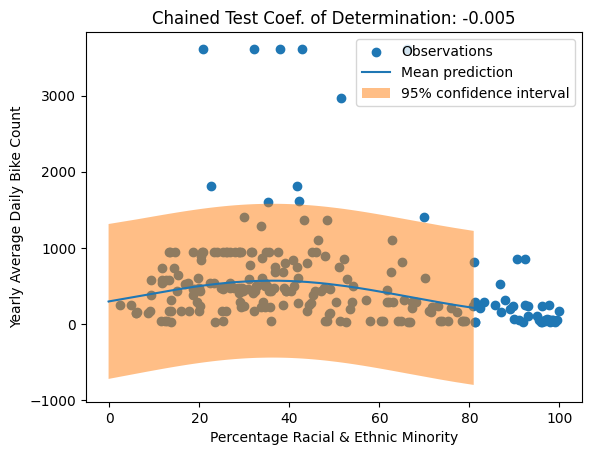 Chained Test Coef. of Determination: -0.005
Observations
Mean prediction
95% confidence interval
Yearly Average Daily Bike Count
3000
2000
1000
0
−1000
0 20 40 60 80 100
Percentage Racial & Ethnic Minority